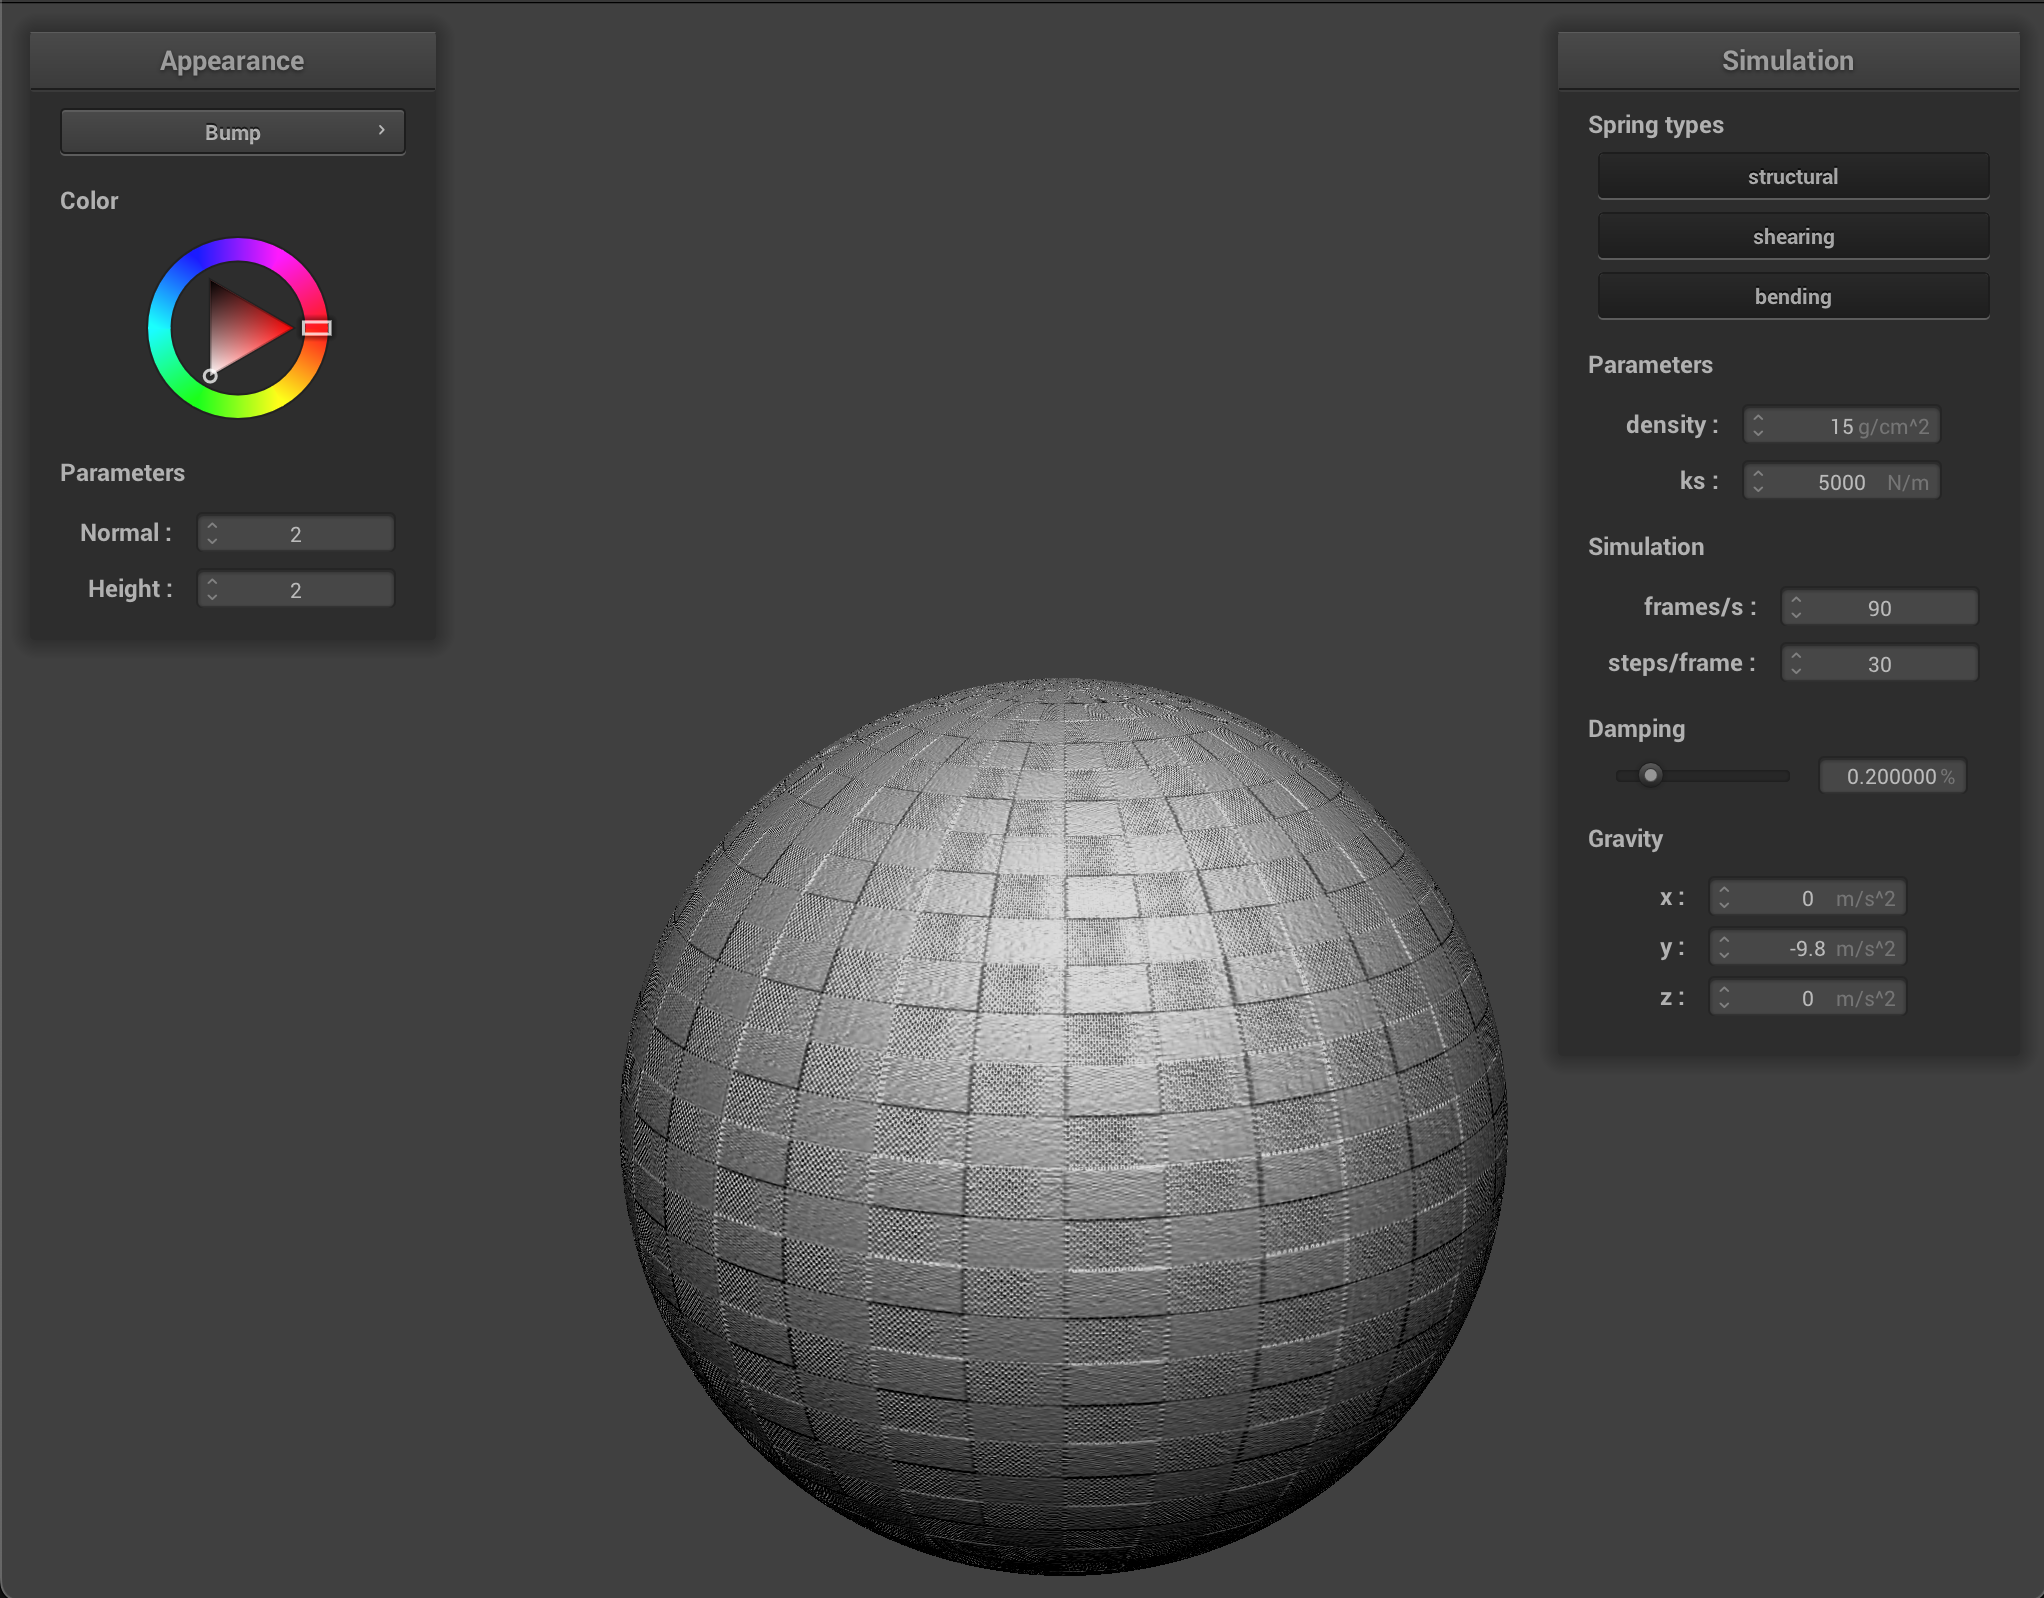 Appearance
Bump
Color
Parameters
Normal : 2
Height : 2
Simulation
Spring types
structural
shearing
bending
Parameters
density : 15 g/cm^2
ks : 5000 N/m
Simulation
frames/s : 90
steps/frame : 30
Damping
0.200000 %
Gravity
x : 0 m/s^2
y : -9.8 m/s^2
z : 0 m/s^2